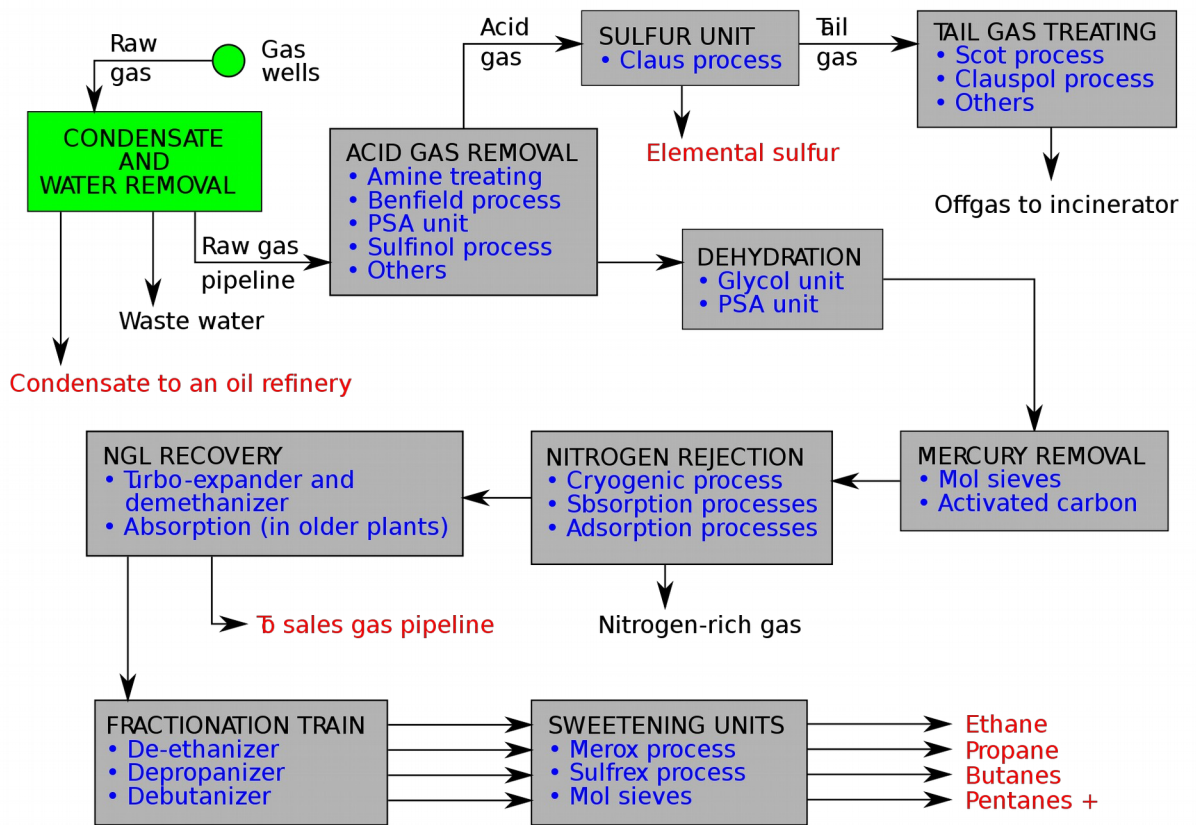 Raw
gas
Gas
wells
CONDENSATE
AND
WATER REMOVAL
Raw gas
pipeline
Waste water
Condensate to an oil refinery
ACID GAS REMOVAL
• Amine treating
• Benfield process
• PSA unit
• Sulfinol process
• Others
Acid
gas
SULFUR UNIT
• Claus process
Elemental sulfur
Tail
gas
TAIL GAS TREATING
• Scot process
• Clauspol process
• Others
Offgas to incinerator
DEHYDRATION
• Glycol unit
• PSA unit
MERCURY REMOVAL
• Mol sieves
• Activated carbon
NITROGEN REJECTION
• Cryogenic process
• Sbsorption processes
• Adsorption processes
Nitrogen-rich gas
NGL RECOVERY
• Turbo-expander and
demethanizer
• Absorption (in older plants)
To sales gas pipeline
FRACTIONATION TRAIN
• De-ethanizer
• Depropanizer
• Debutanizer
SWEETENING UNITS
• Merox process
• Sulfrex process
• Mol sieves
Ethane
Propane
Butanes
Pentanes +